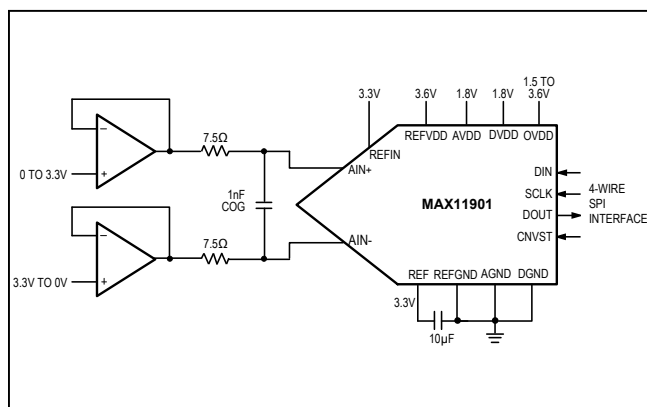 3.3V
3.6V
1.8V
1.8V
1.5 TO
3.6V
REFVDD
AVDD
DVDD
OVDD
REFIN
−
+
0 TO 3.3V
7.5Ω
AIN+
1nF
COG
MAX11901
DIN
SCLK
DOUT
CNVST
4-WIRE
SPI
INTERFACE
−
+
3.3V TO 0V
7.5Ω
AIN-
REF
REFGND
AGND
DGND
3.3V
10µF